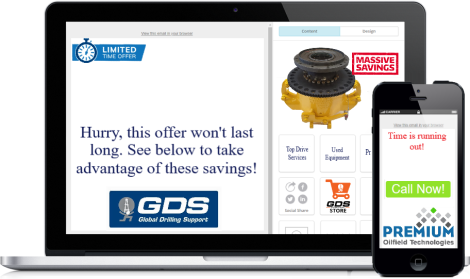 View this email in your browser
LIMITED
TIME OFFER
Hurry, this offer won't last
long. See below to take
advantage of these savings!
GDS
Global Drilling Support
Content
Design
MASSIVE
SAVINGS
Top Drive
Services
Used
Equipment
Social Share
GDS
STORE
View this email in your browser
Time is running
out!
Call Now!
PREMIUM
Oilfield Technologies